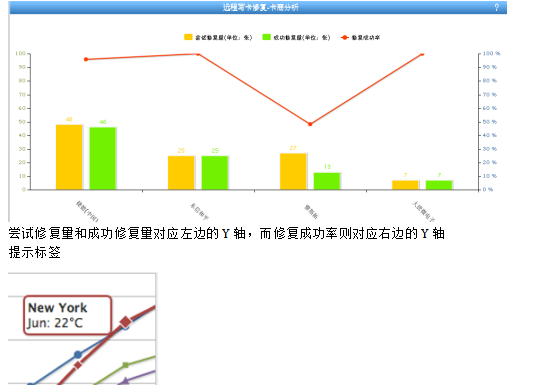 远程写卡修复-卡商分析
?
尝试修复量(单位: 张) 成功修复量(单位: 张) 修复成功率
100 100 %
90 90 %
80 80 %
70 70 %
60 60 %
50 50 %
40 40 %
30 30 %
20 20 %
10 10 %
0 0 %
48 46 25 25 27 13 7 7
尝试修复量和成功修复量对应左边的 Y 轴，而修复成功率则对应右边的 Y 轴
提示标签
New York
Jun: 22°C